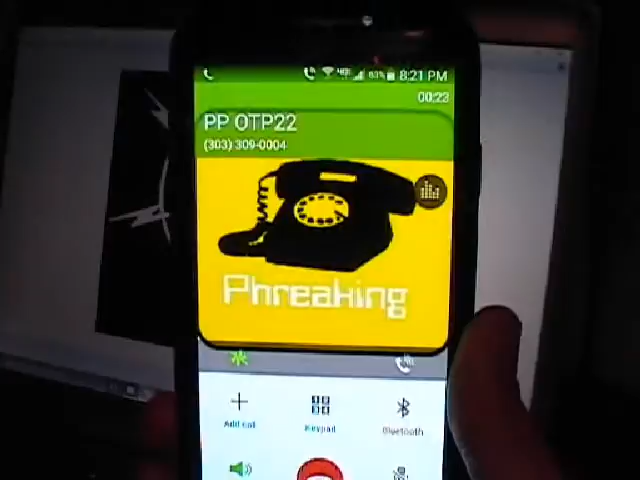 83% 8:21 PM
00:23
PP OTP22
(303) 309-0004
Phreaking
Add call
Keypad
Bluetooth